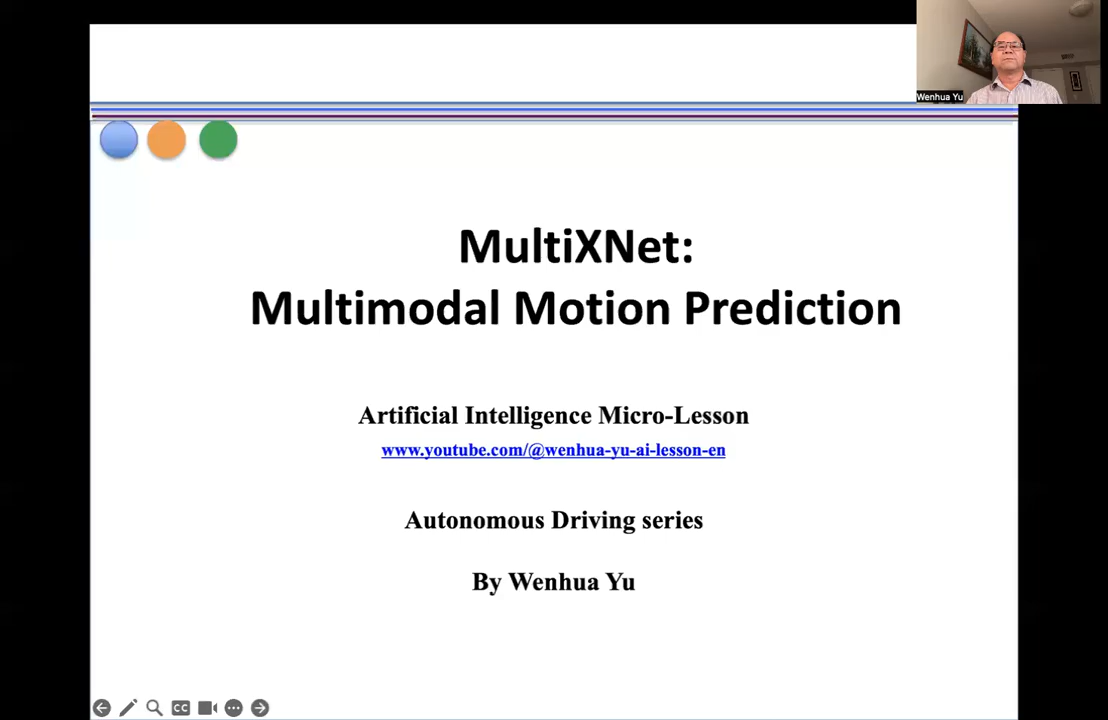 Wenhua Yu
MultiXNet:
Multimodal Motion Prediction
Artificial Intelligence Micro-Lesson
www.youtube.com/@wenhua-yu-ai-lesson-en
Autonomous Driving series
By Wenhua Yu
CC